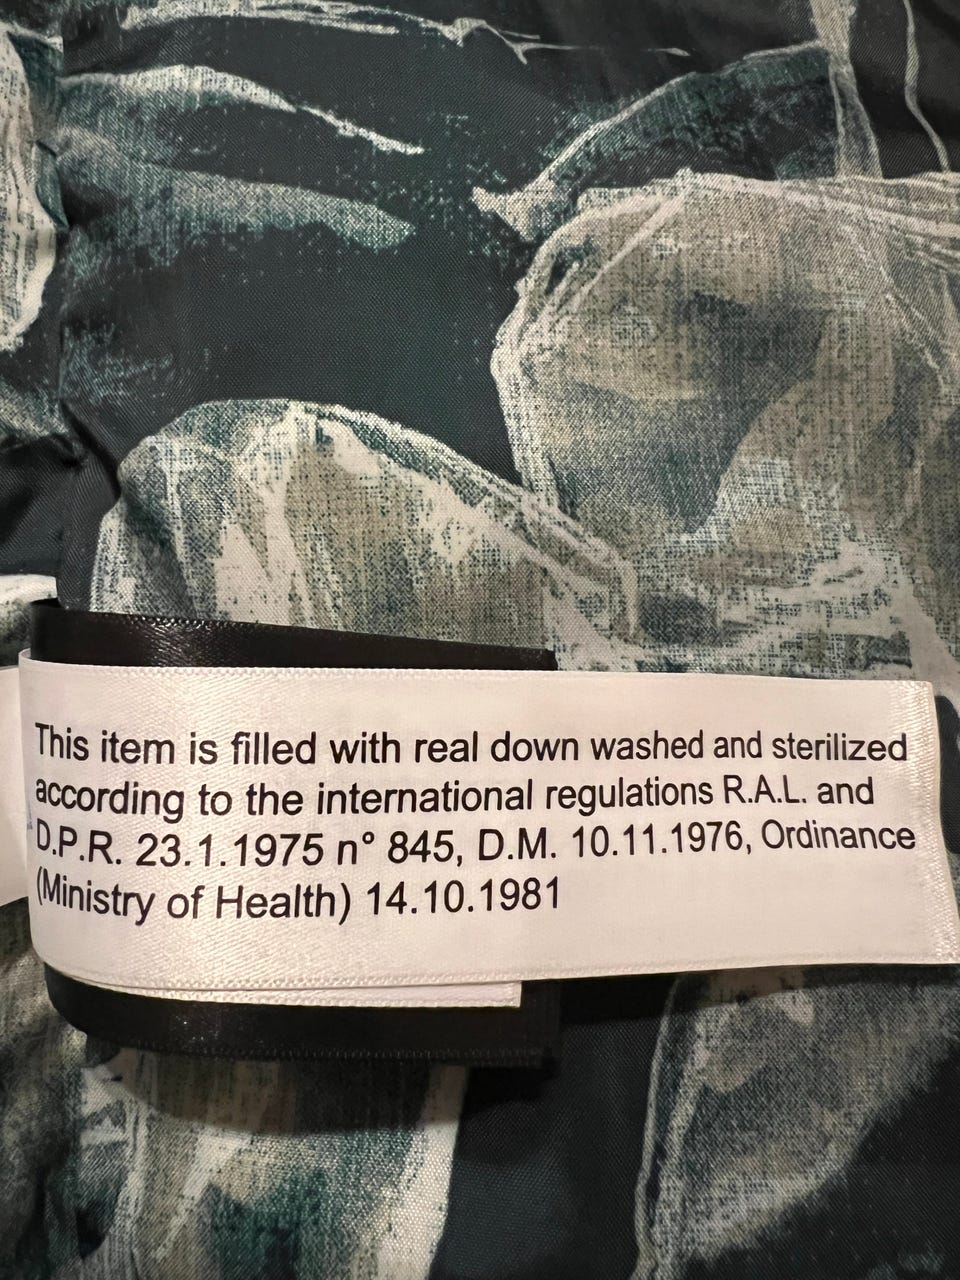 This item is filled with real down washed and sterilized
according to the international regulations R.A.L. and
D.P.R. 23.1.1975 n° 845, D.M. 10.11.1976, Ordinance
(Ministry of Health) 14.10.1981